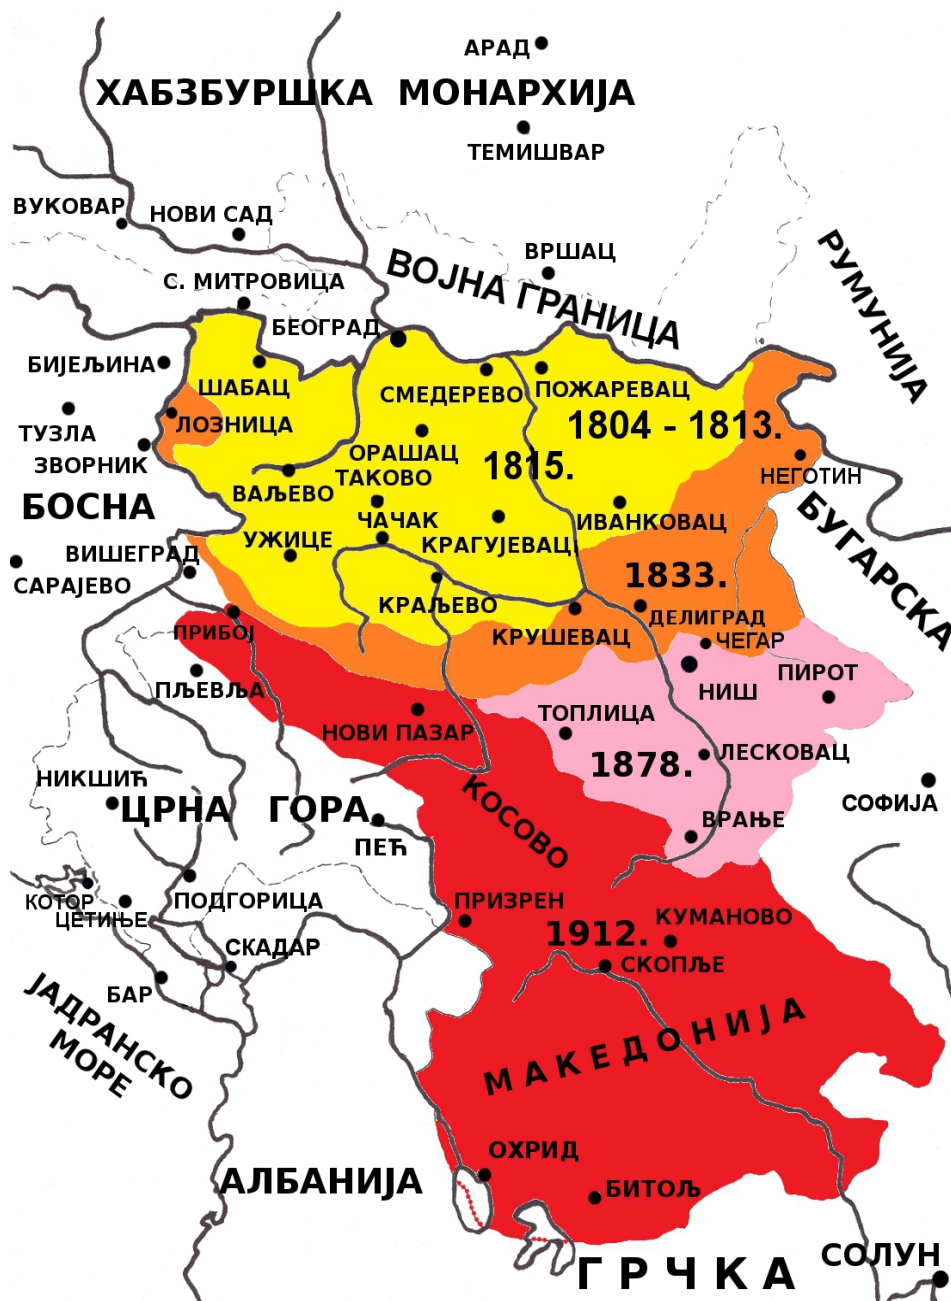 АРАД
ХАБЗБУРШКА МОНАРХИЈА
ТЕМИШВАР
ВУКОВАР
НОВИ САД
ВРШАЦ
РУМУНИЈА
ВОЈНА ГРАНИЦА
С. МИТРОВИЦА
БЕОГРАД
БИЈЕЉИНА
ШАБАЦ
СМЕДЕРЕВО
ПОЖАРЕВАЦ
ЛОЗНИЦА
1804 - 1813.
ТУЗЛА
ЗВОРНИК
ОРАШАЦ
1815.
ТАКОВО
НЕГОТИН
ВАЉЕВО
БОСНА
ЧАЧАК
ИВАНКОВАЦ
БУГАРСКА
УЖИЦЕ
КРАГУЈЕВАЦ
ВИШЕГРАД
САРАЈЕВО
1833.
КРАЉЕВО
ДЕЛИГРАД
ПРИБОЈ
КРУШЕВАЦ
ЧЕГАР
ПИРОТ
ПЉЕВЉА
НИШ
ТОПЛИЦА
НОВИ ПАЗАР
ЛЕСКОВАЦ
1878.
НИКШИЋ
КОСОВО
СОФИЈА
ЦРНА ГОРА
ВРАЊЕ
ПЕЋ
КОТОР
ПОДГОРИЦА
ПРИЗРЕН
ЦЕТИЊЕ
КУМАНОВО
1912.
СКАДАР
СКОПЉЕ
БАР
ЈАДРАНСКО
МОРЕ
МАКЕДОНИЈА
ОХРИД
АЛБАНИЈА
БИТОЉ
СОЛУН
ГРЧКА